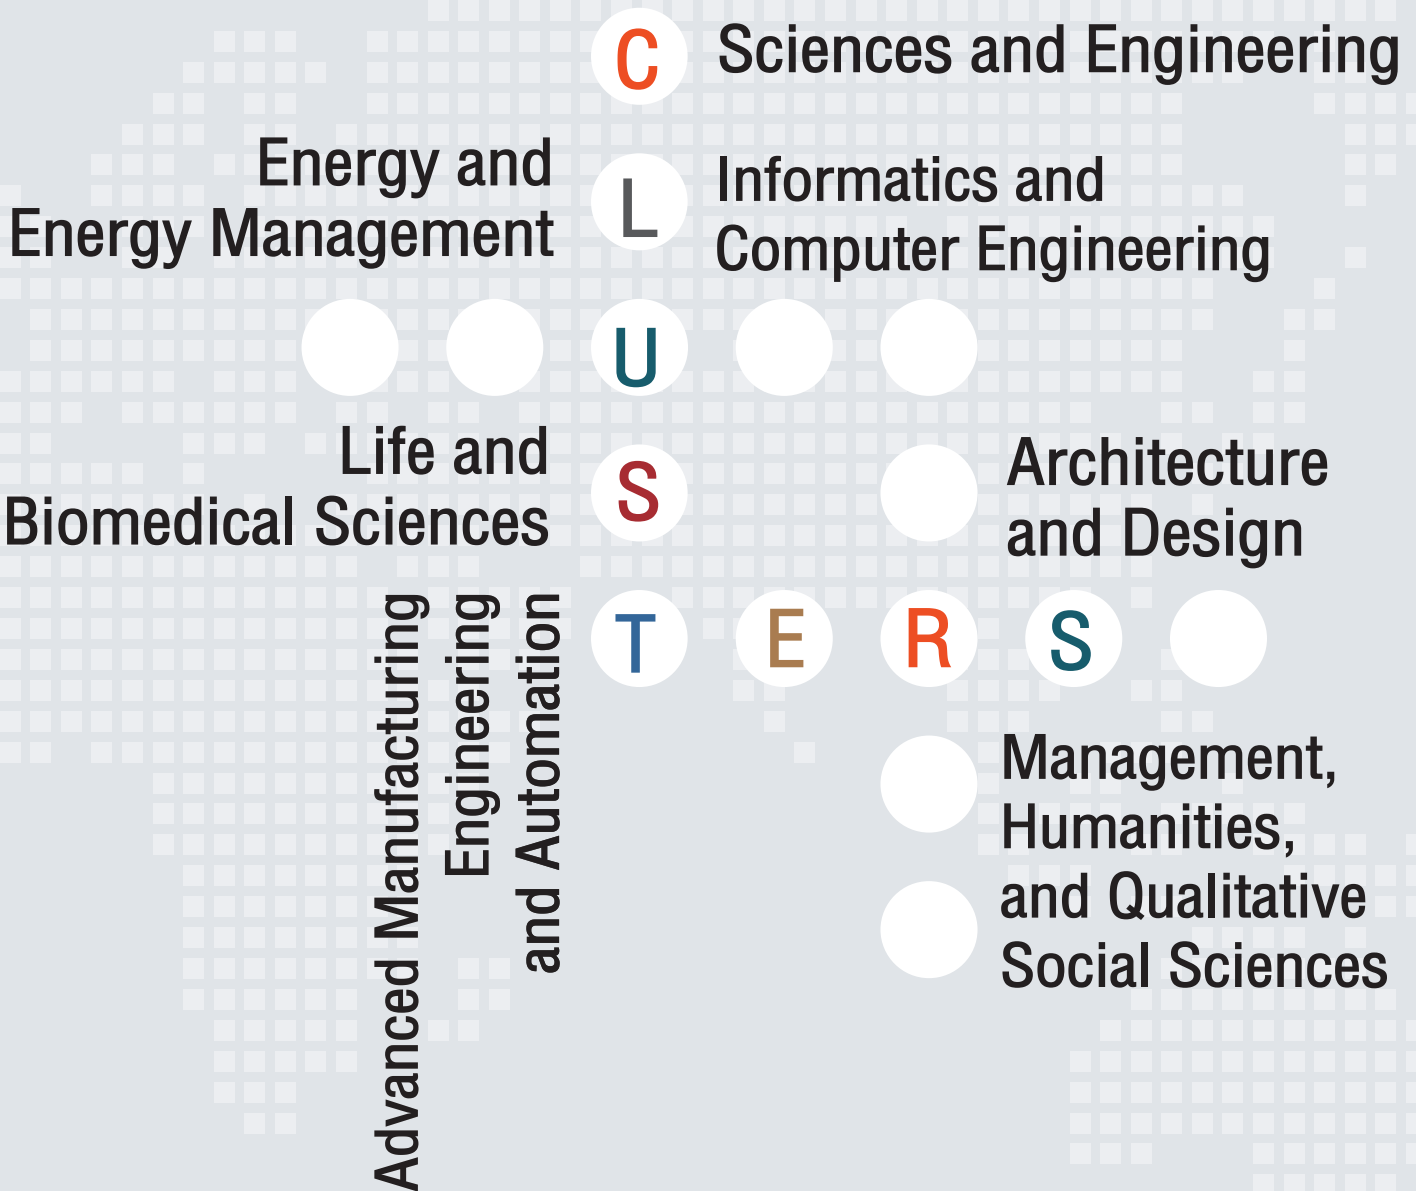 C
Sciences and Engineering
Energy and
Energy Management
L
Informatics and
Computer Engineering
U
Life and
Biomedical Sciences
S
Architecture
and Design
T E R S
Advanced Manufacturing
Engineering
and Automation
Management,
Humanities,
and Qualitative
Social Sciences